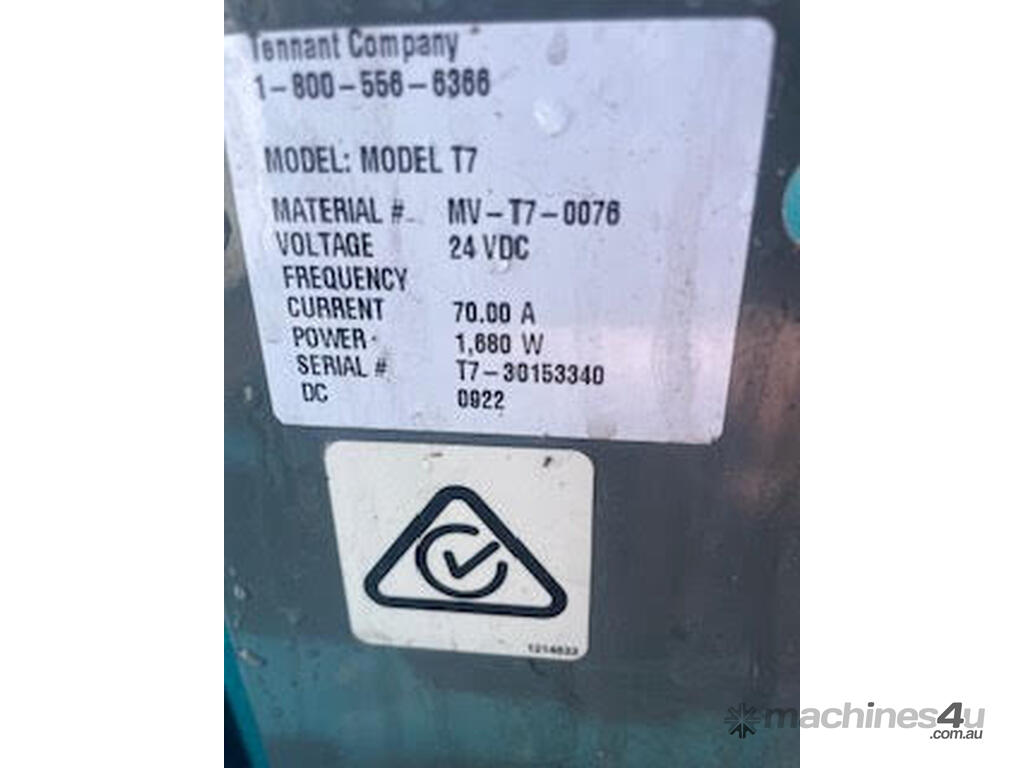 Tennant Company
1-800-556-6366
MODEL: MODEL T7
MATERIAL # MV-T7-0076
VOLTAGE 24 VDC
FREQUENCY
CURRENT 70.00 A
POWER 1,680 W
SERIAL # T7-30153340
DC 0922
machines4u
.com.au